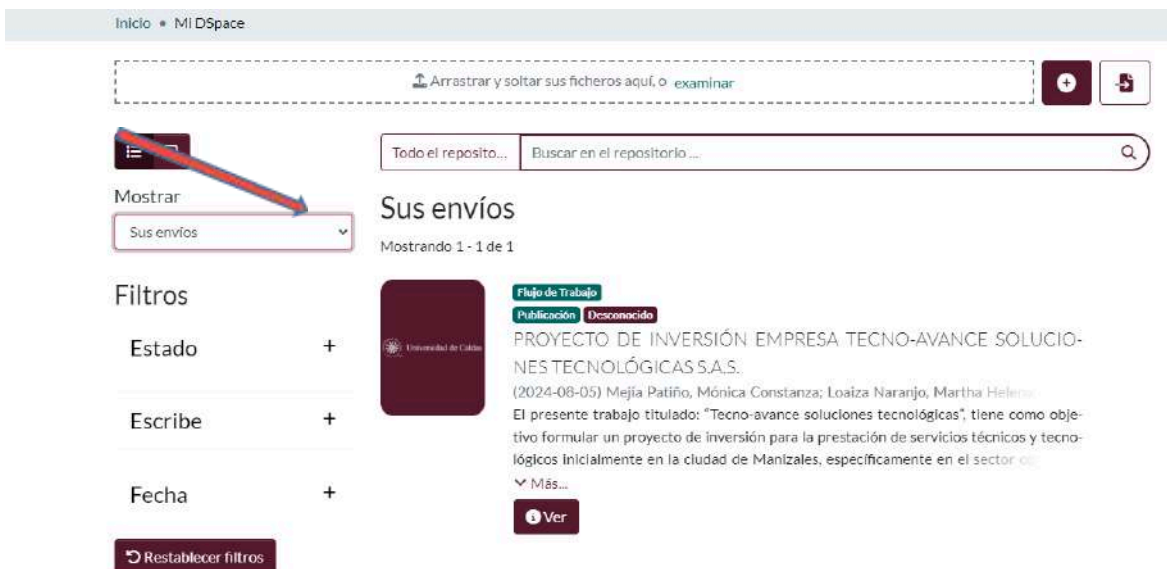 Inicio • Mi DSpace
Arrastrar y soltar sus ficheros aquí, o examinar
Todo el reposito... Buscar en el repositorio ...
Mostrar
Sus envíos
Sus envíos
Mostrando 1 - 1 de 1
Filtros
Estado +
Escribe +
Fecha +
Restablecer filtros
Universidad de Caldas
Flujo de Trabajo
Publicación Desconocido
PROYECTO DE INVERSIÓN EMPRESA TECNO-AVANCE SOLUCIO-
NES TECNOLÓGICAS S.A.S.
(2024-08-05) Mejía Patiño, Mónica Constanza; Loaiza Naranjo, Martha Helena
El presente trabajo titulado: “Tecno-avance soluciones tecnológicas”, tiene como obje-
tivo formular un proyecto de inversión para la prestación de servicios técnicos y tecno-
lógicos inicialmente en la ciudad de Manizales, específicamente en el sector
Más...
Ver